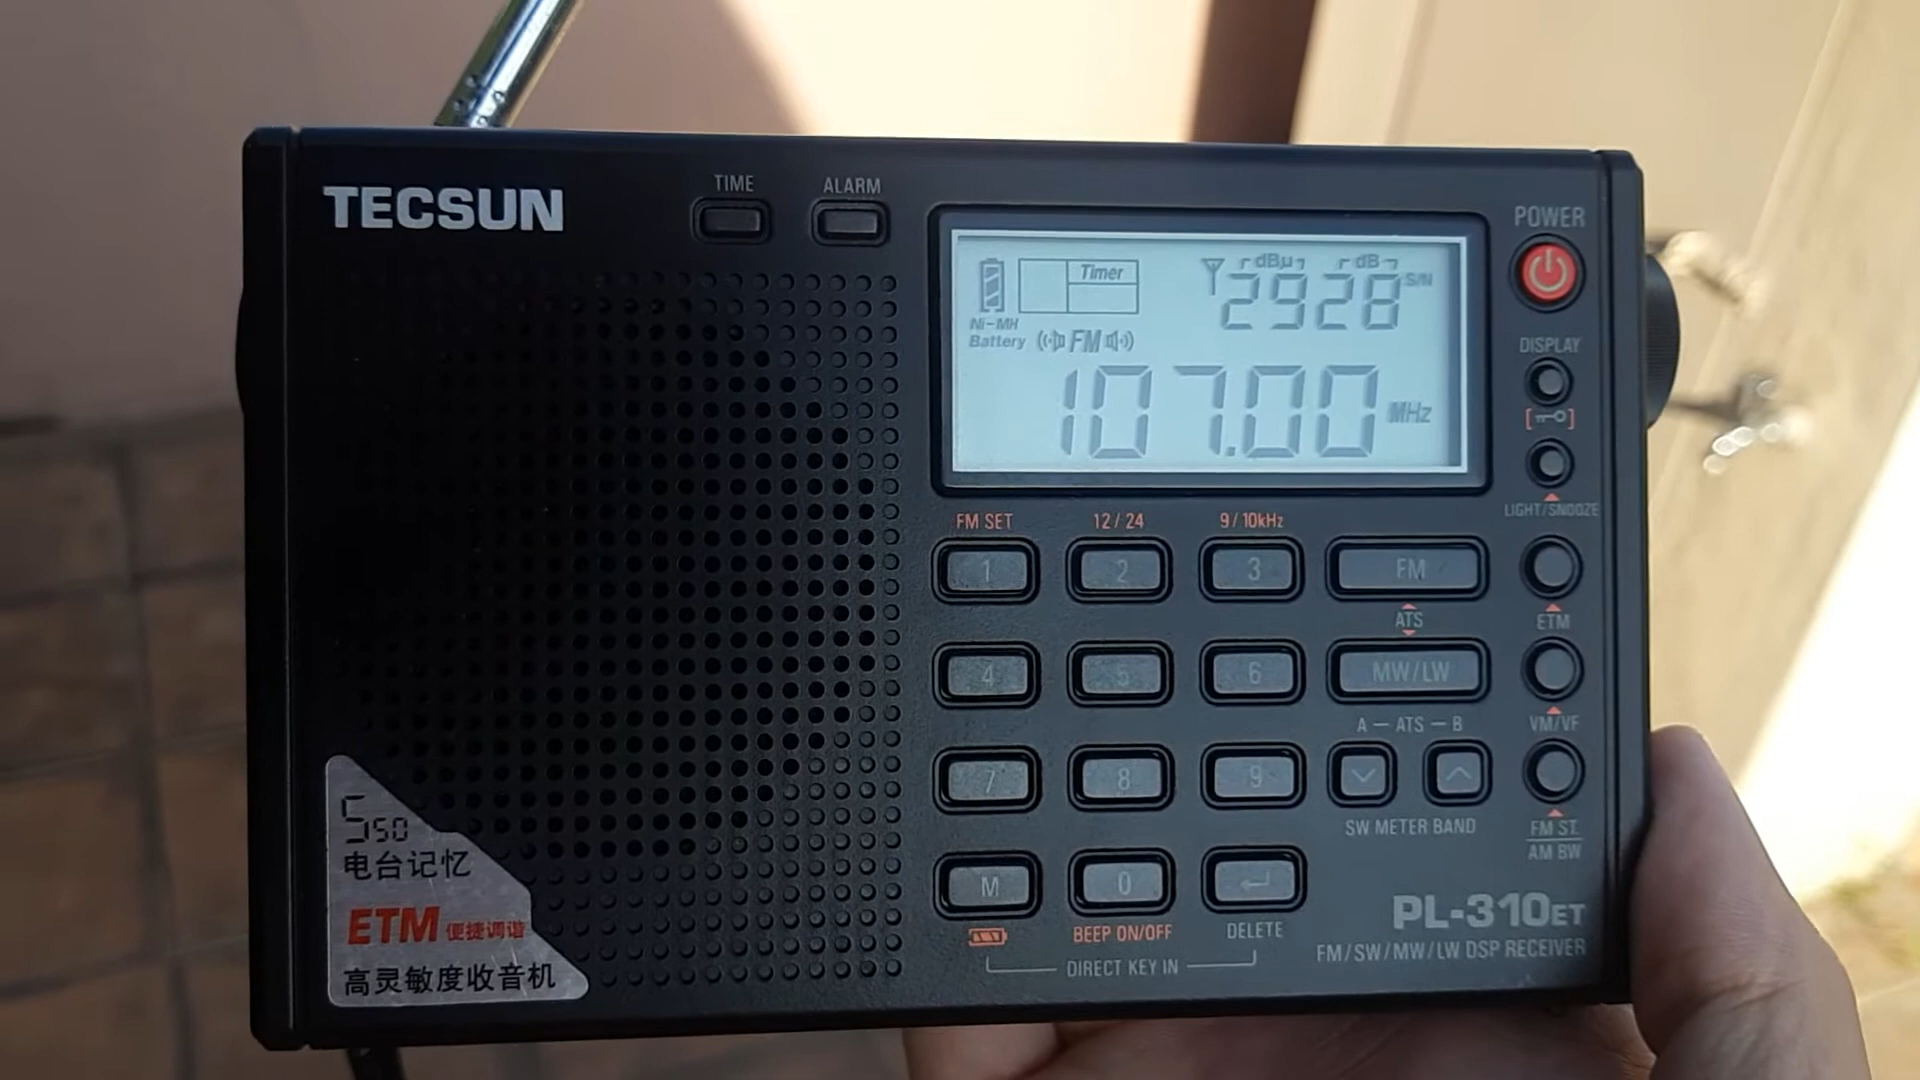 TECSUN
TIME
ALARM
POWER
Timer
dBμ
dB
S/N
2928
Ni-MH
Battery
FM
107.00 MHz
DISPLAY
LIGHT/SNOOZE
FM SET
12/24
9/10kHz
1
2
3
FM
ATS
ETM
4
5
6
MW/LW
A — ATS — B
VM/VF
7
8
9
SW METER BAND
FM ST.
AM BW
M
0
BEEP ON/OFF
DELETE
DIRECT KEY IN
PL-310ET
FM/SW/MW/LW DSP RECEIVER
550
电台记忆
ETM 便捷调谐
高灵敏度收音机